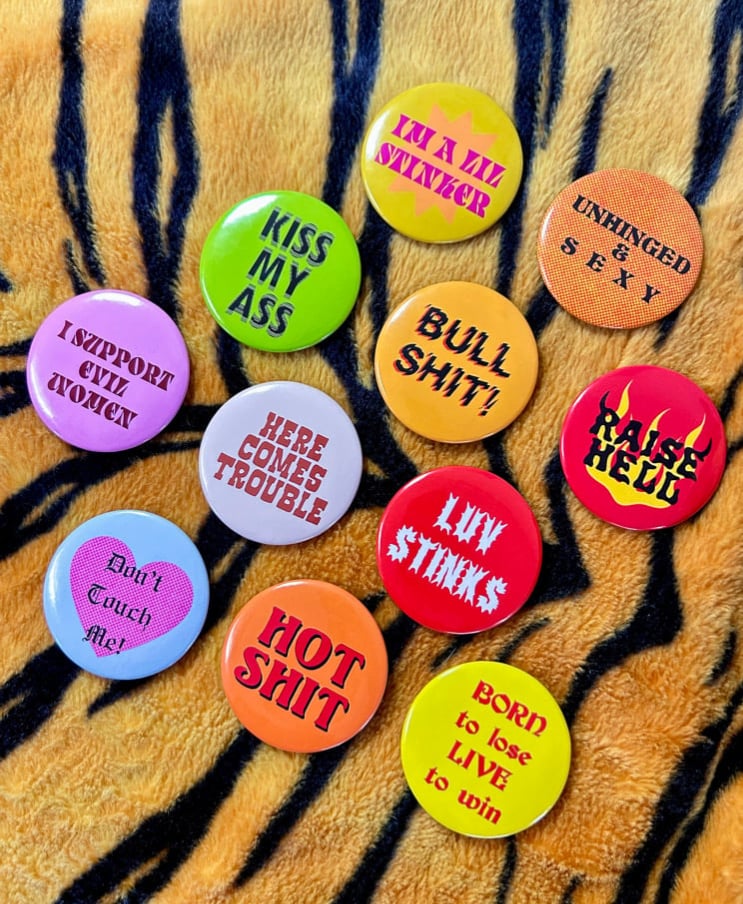 IM A LIL
STINKER
UNHINGED
&
SEXY
KISS
MY
ASS
BULL
SHIT!
I SUPPORT
EVIL
WOMEN
HERE
COMES
TROUBLE
RAISE
HELL
LUV
STINKS
Don't
Touch
Me!
HOT
SHIT
BORN
to lose
LIVE
to win